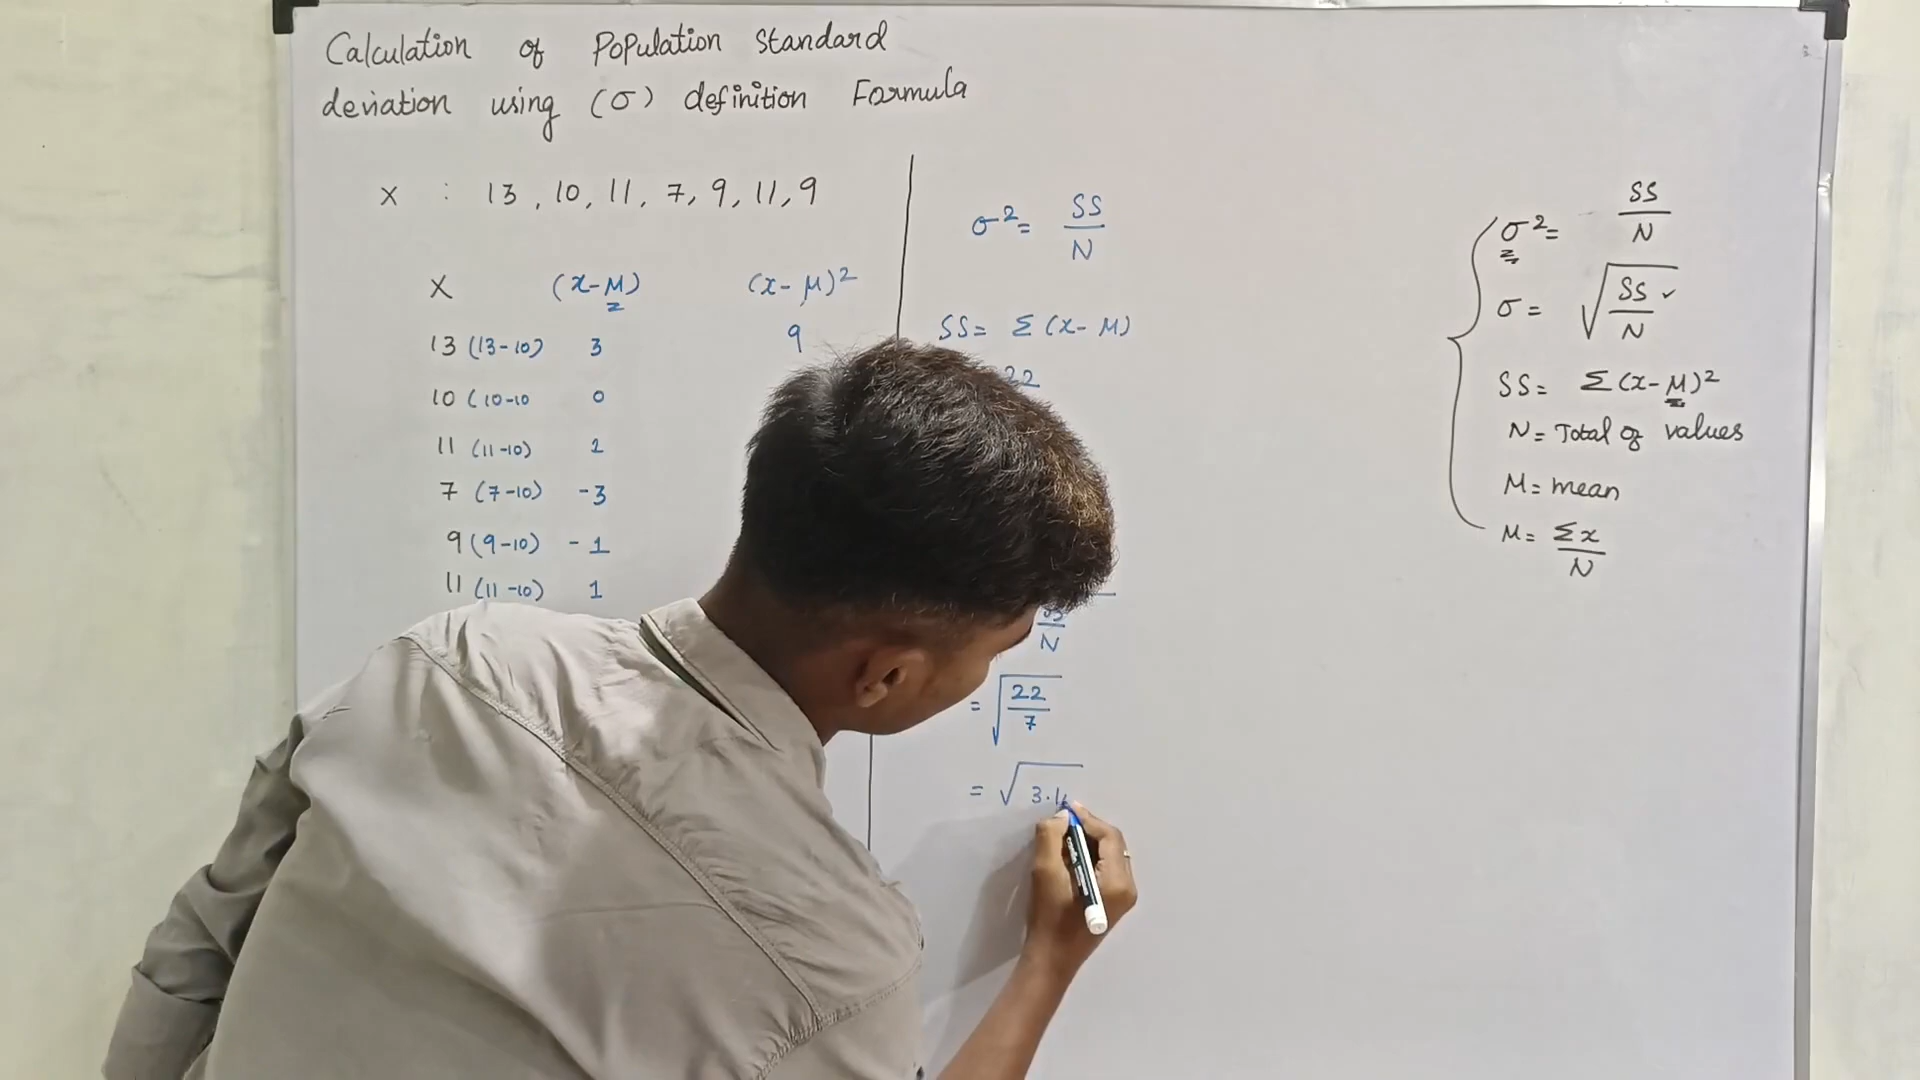 Calculation of Population Standard
deviation using (σ) definition Formula
X : 13, 10, 11, 7, 9, 11, 9
X (x-M) (x-μ)²
13 (13-10) 3 9
10 (10-10 0
11 (11-10) 1
7 (7-10) -3
9 (9-10) -1
11 (11-10) 1
σ² = SS/N
SS = Σ(x-M)
22
N
= √22/7
= √3.14
σ² = SS/N
σ = √SS/N ✓
SS = Σ(x-M)²
N = Total of values
M = mean
M = Σx/N